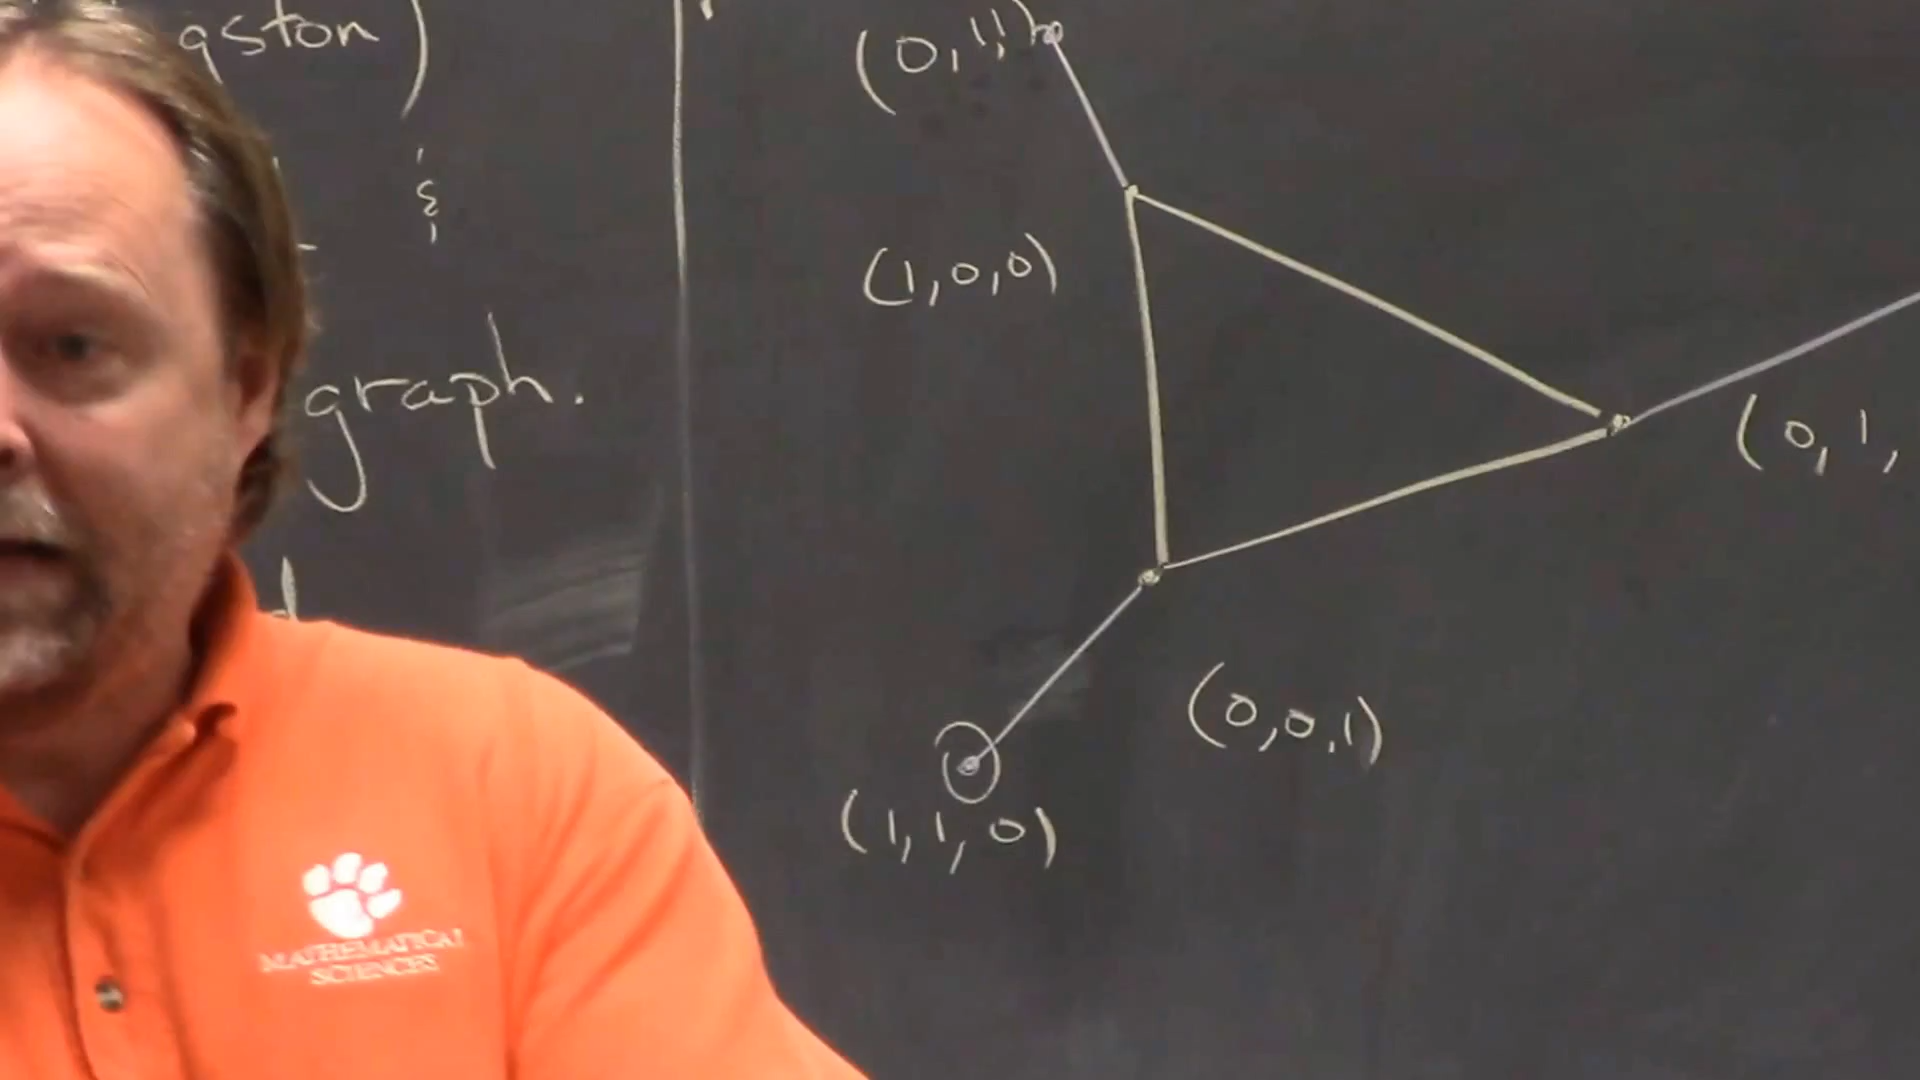 gston)
graph.
d
(0,1,1)
(1,0,0)
(0,1,
(0,0,1)
(1,1,0)
MATHEMATICAL
SCIENCES